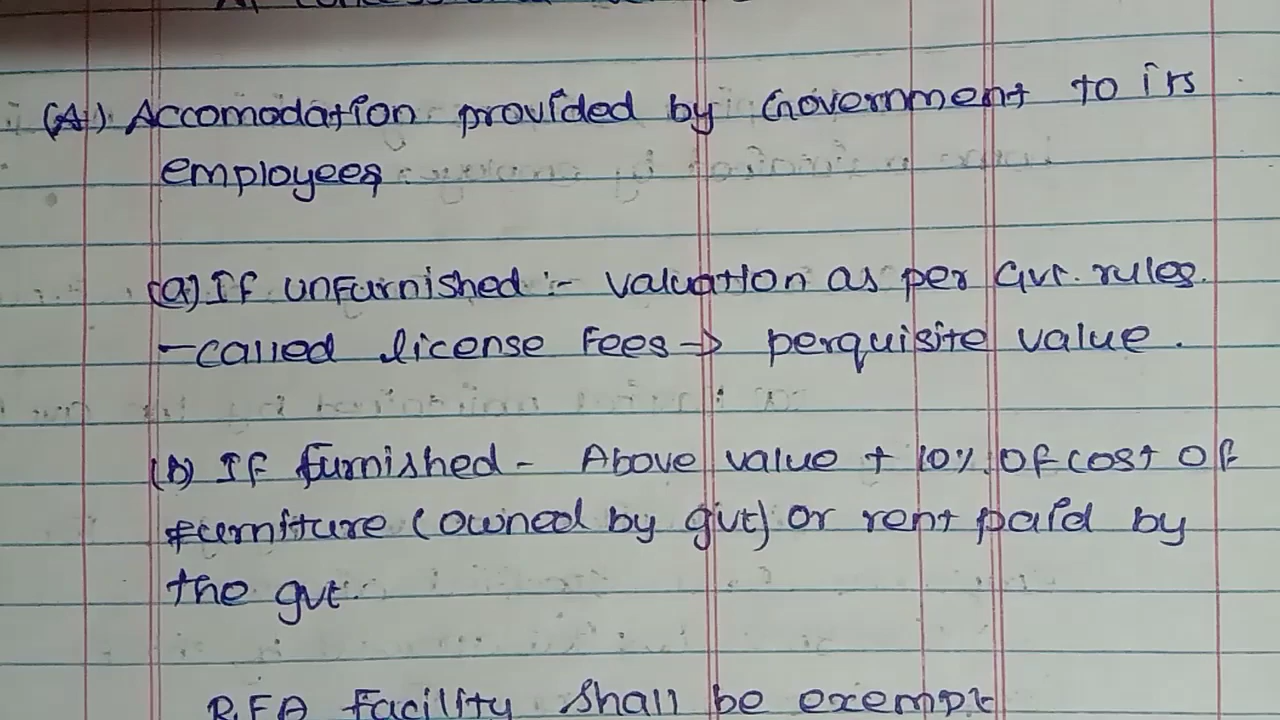 (A) Accomodation provided by Government to its
employees
(a) If unfurnished :- valuation as per Gvt. rules.
- called license Fees → perquisite value.
(b) If furnished - Above value + 10% of cost of
furniture (owned by gvt) or rent paid by
the gvt
R.F.A Facility shall be exempt